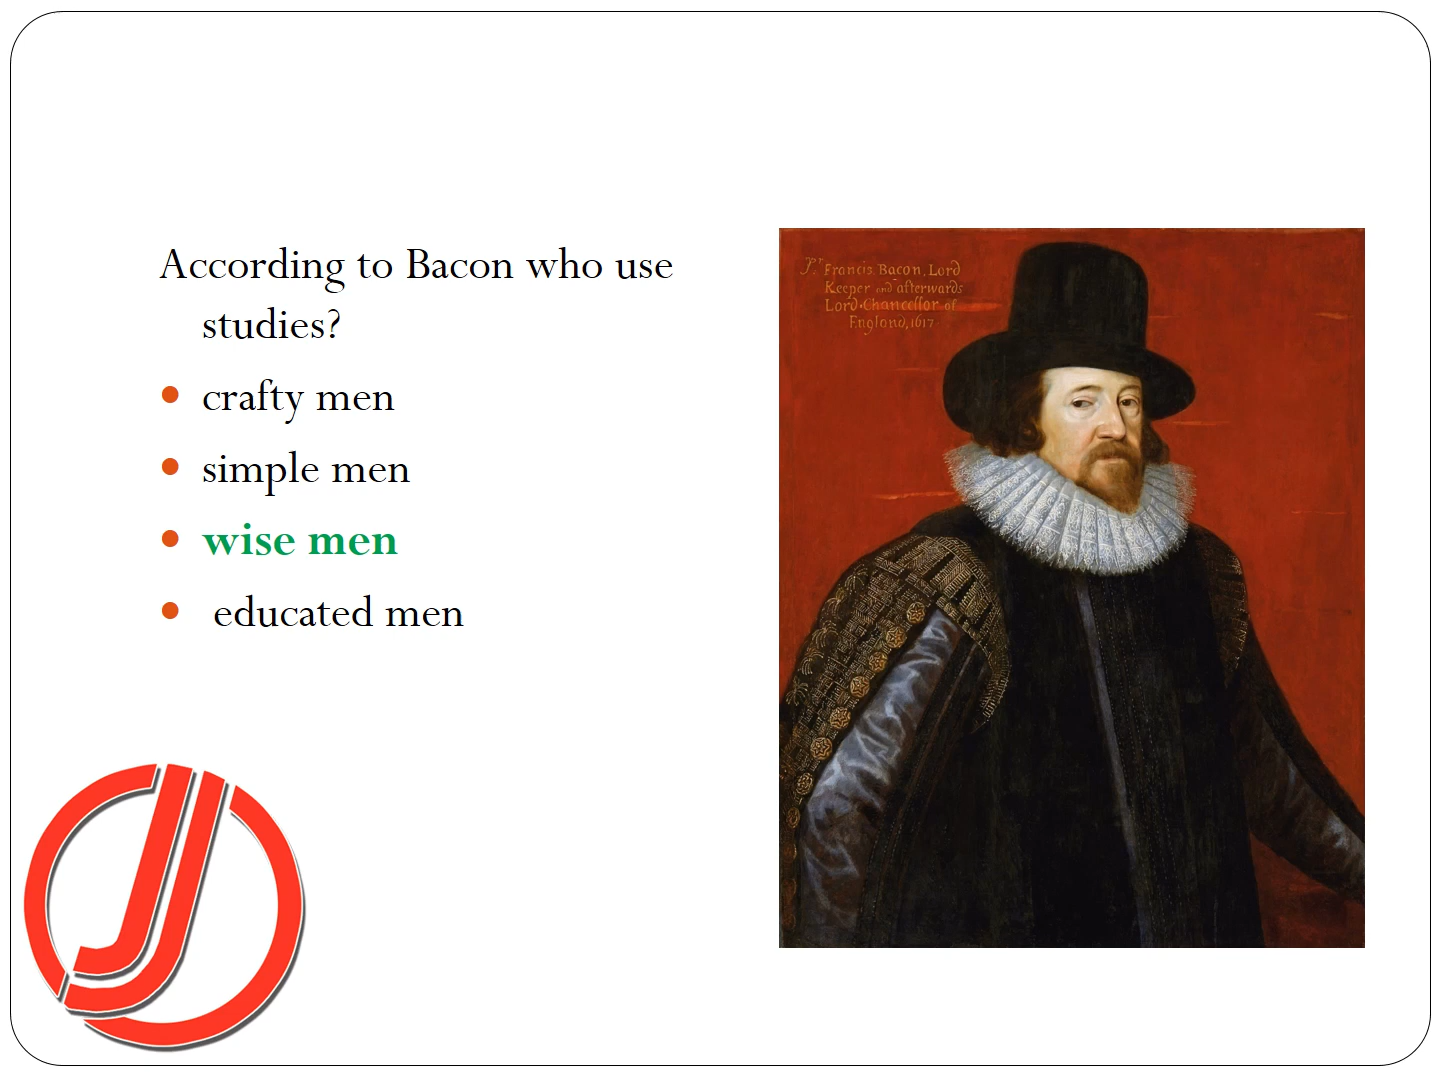 According to Bacon who use
studies?
crafty men
simple men
wise men
educated men
Sr Francis Bacon, Lord
Keeper and afterwards
Lord Chancellor of
England, 1617